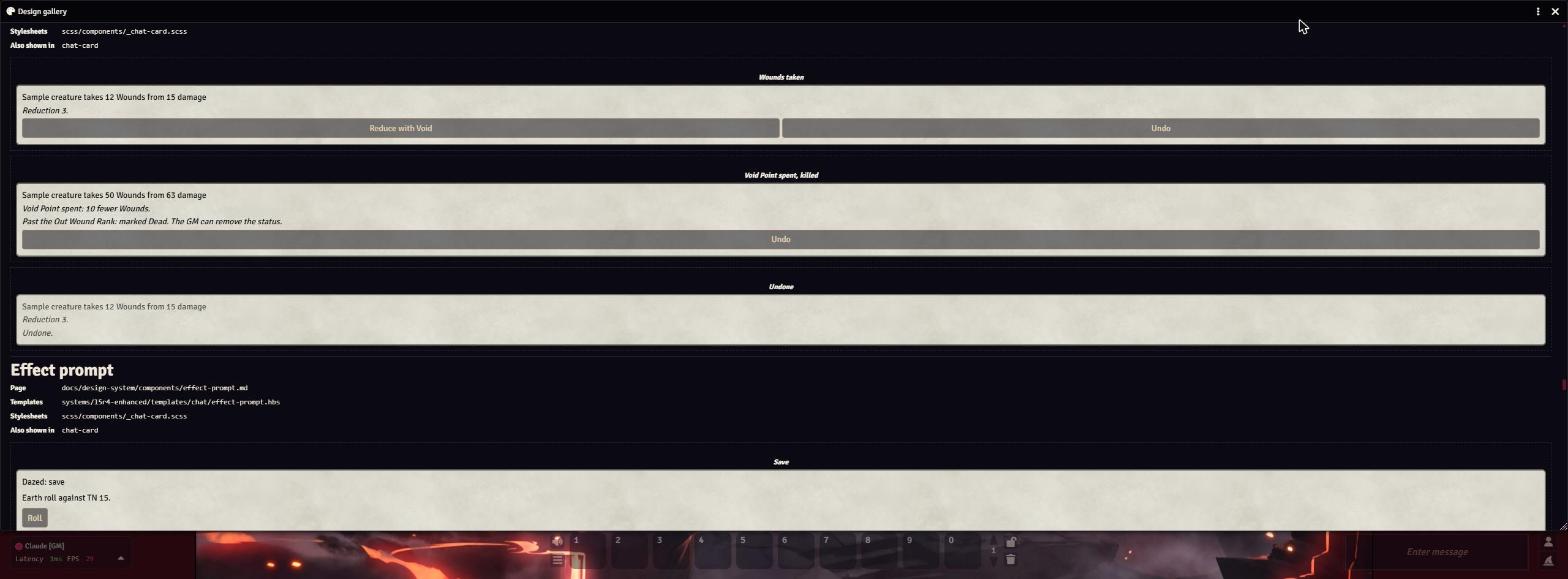 Design gallery
Stylesheets scss/components/_chat-card.scss
Also shown in chat-card
Wounds taken
Sample creature takes 12 Wounds from 15 damage
Reduction 3.
Reduce with Void Undo
Void Point spent, killed
Sample creature takes 50 Wounds from 63 damage
Void Point spent: 10 fewer Wounds.
Past the Out Wound Rank: marked Dead. The GM can remove the status.
Undo
Undone
Sample creature takes 12 Wounds from 15 damage
Reduction 3.
Undone.
Effect prompt
Page docs/design-system/components/effect-prompt.md
Templates systems/l5r4-enhanced/templates/chat/effect-prompt.hbs
Stylesheets scss/components/_chat-card.scss
Also shown in chat-card
Save
Dazed: save
Earth roll against TN 15.
Roll
Claude [GM]
Latency 3ms FPS 29
1 2 3 4 5 6 7 8 9 0
1
Enter message